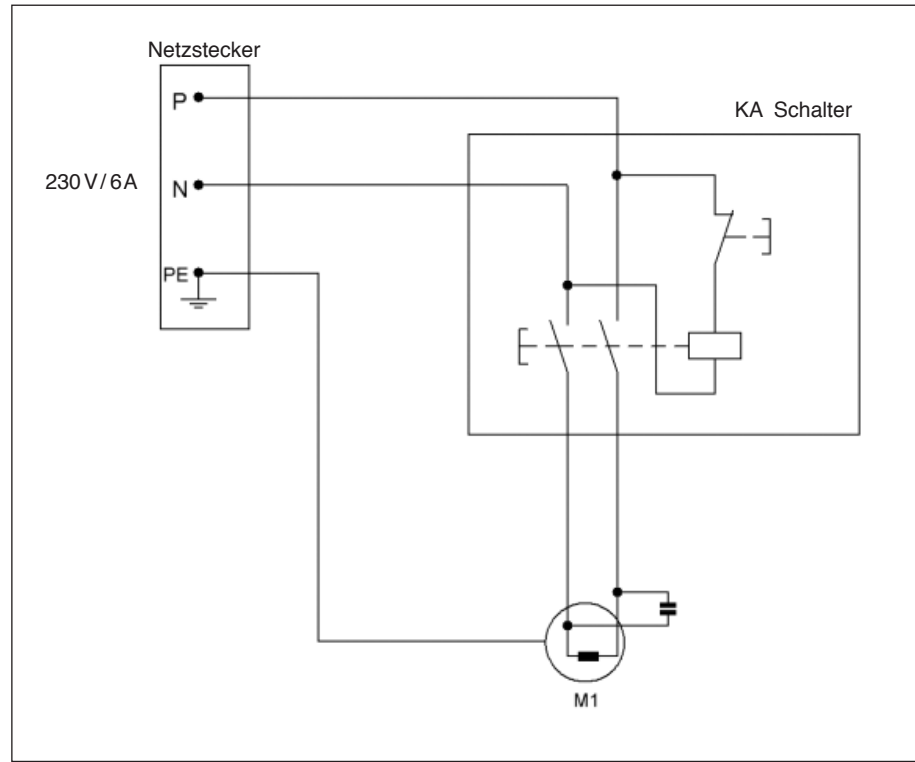 Netzstecker
P
KA Schalter
230 V / 6 A
N
PE
M1